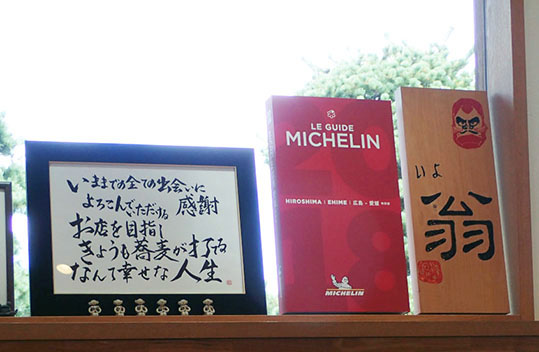 いままでの全ての出会いに
よろこんでいただける 感謝
お店を目指し
きょうも蕎麦が打てる
なんて幸せな人生
LE GUIDE
MICHELIN
2018
HIROSHIMA | EHIME | 広島・愛媛
MICHELIN
いよ
翁